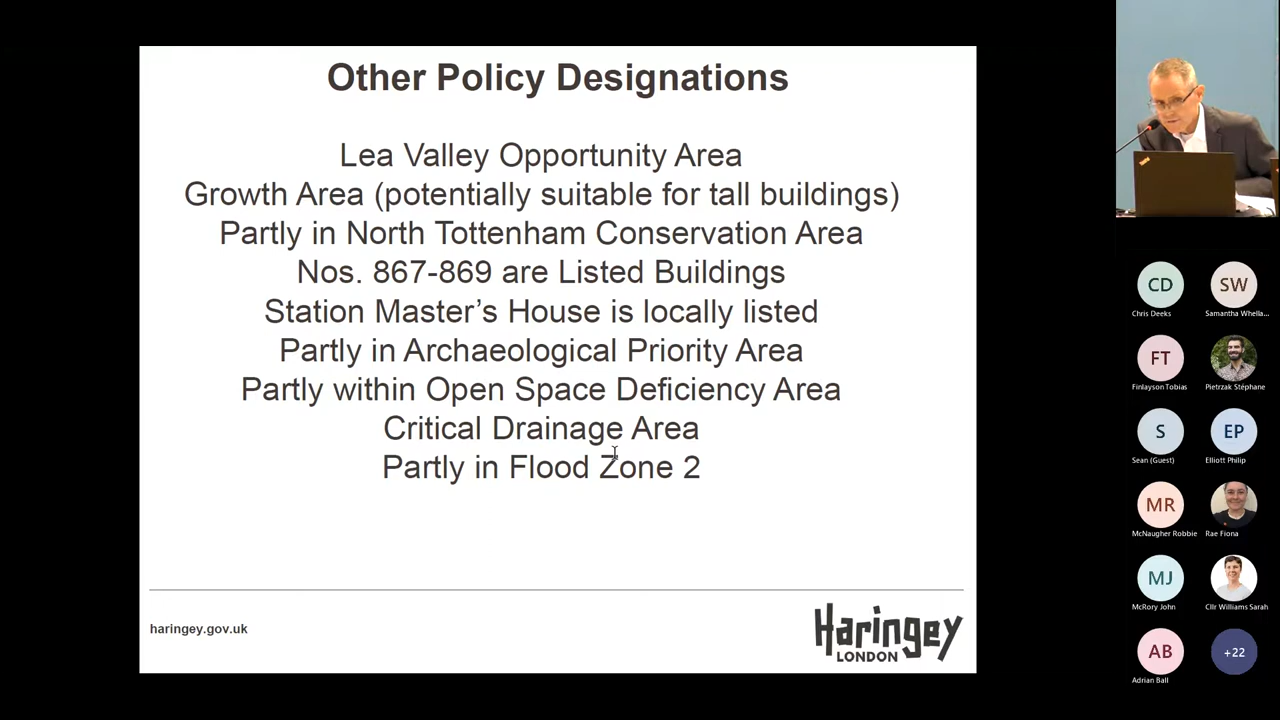 Other Policy Designations
Lea Valley Opportunity Area
Growth Area (potentially suitable for tall buildings)
Partly in North Tottenham Conservation Area
Nos. 867-869 are Listed Buildings
Station Master's House is locally listed
Partly in Archaeological Priority Area
Partly within Open Space Deficiency Area
Critical Drainage Area
Partly in Flood Zone 2
haringey.gov.uk
Haringey
LONDON
CD
SW
Chris Deeks
Samantha Whella...
FT
Finlayson Tobias
Pietrzak Stéphane
S
EP
Sean (Guest)
Elliott Philip
MR
McNaugher Robbie
Rae Fiona
MJ
McRory John
Cllr Williams Sarah
AB
+22
Adrian Ball